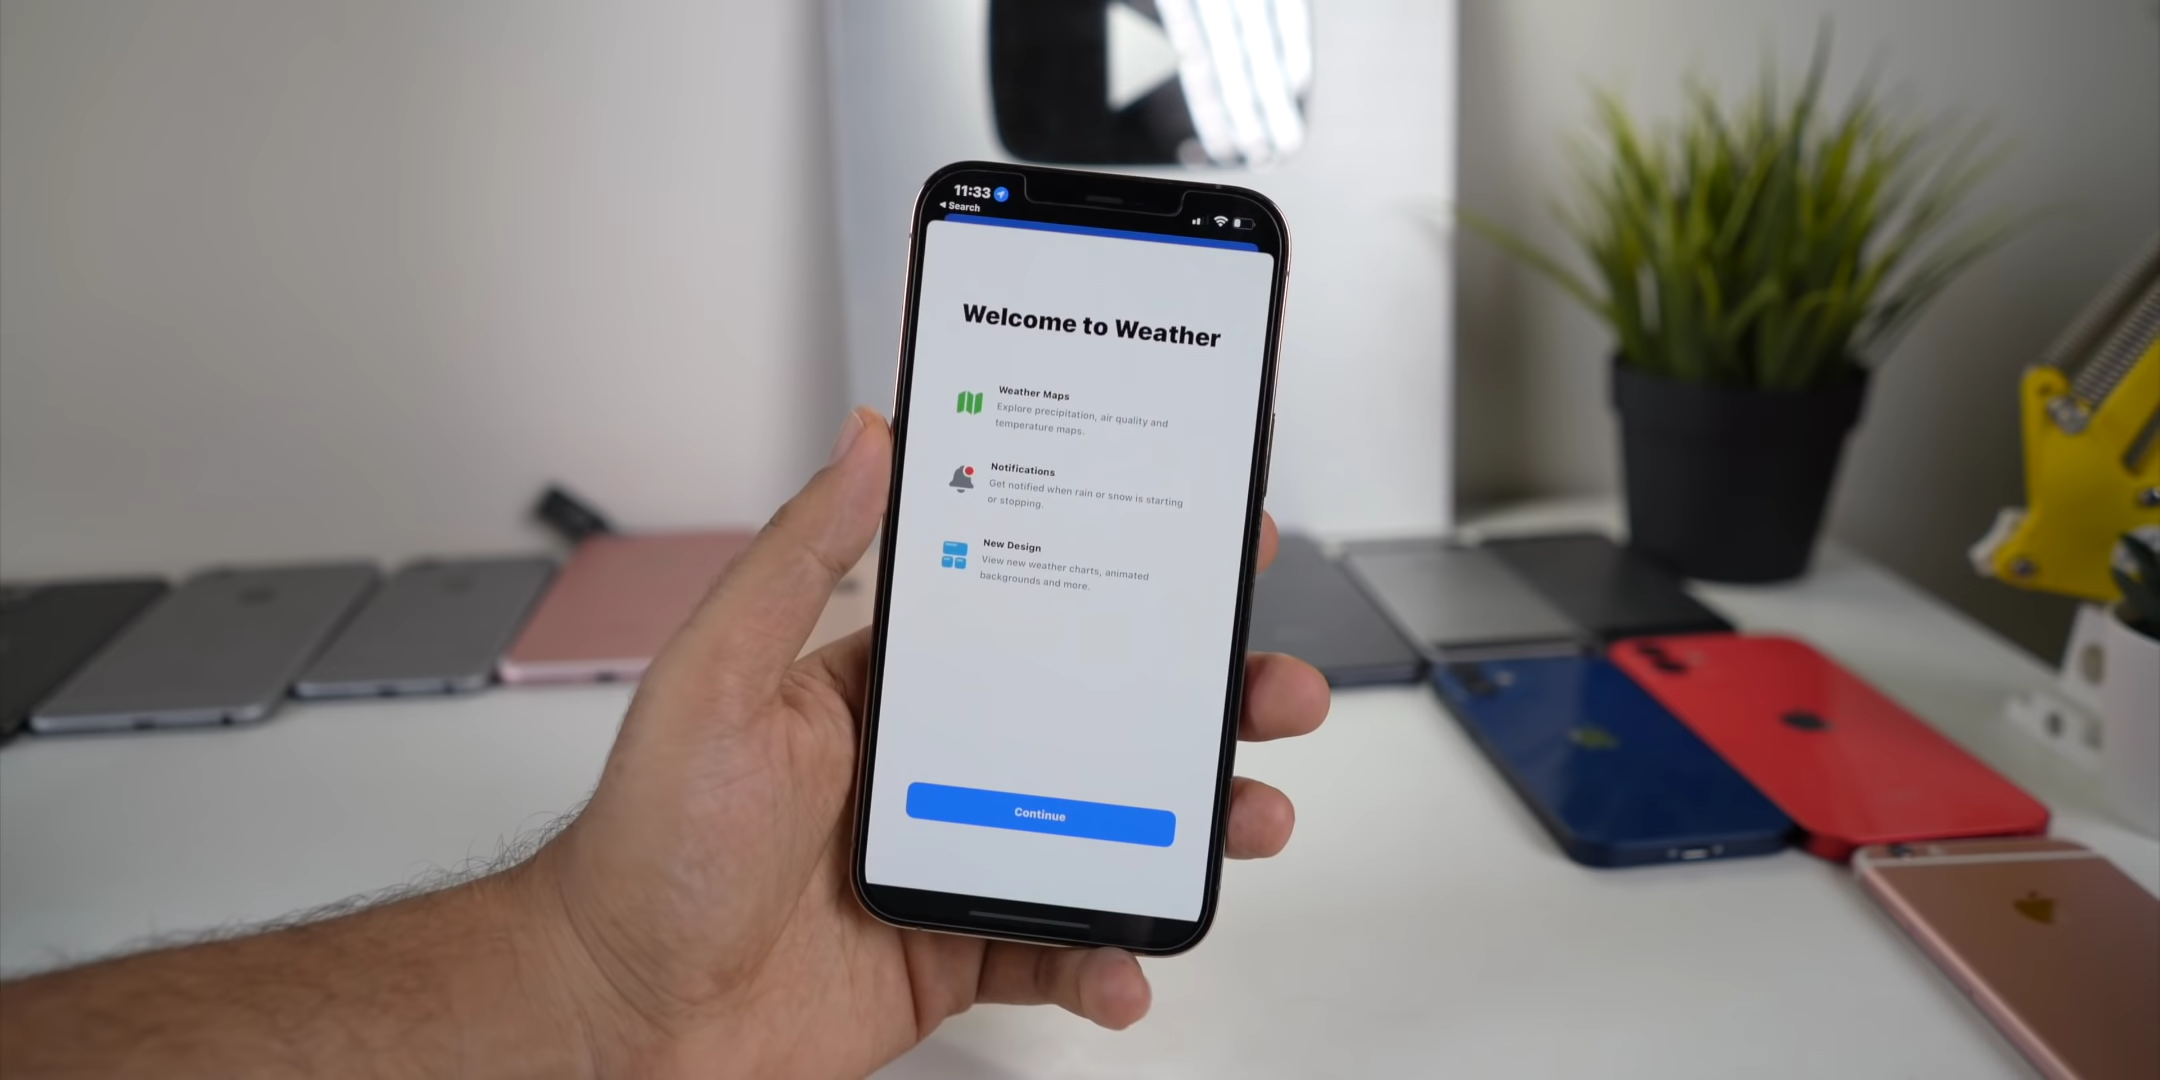 11:33
◀ Search
Welcome to Weather
Weather Maps
Explore precipitation, air quality and
temperature maps.
Notifications
Get notified when rain or snow is starting
or stopping.
New Design
View new weather charts, animated
backgrounds and more.
Continue